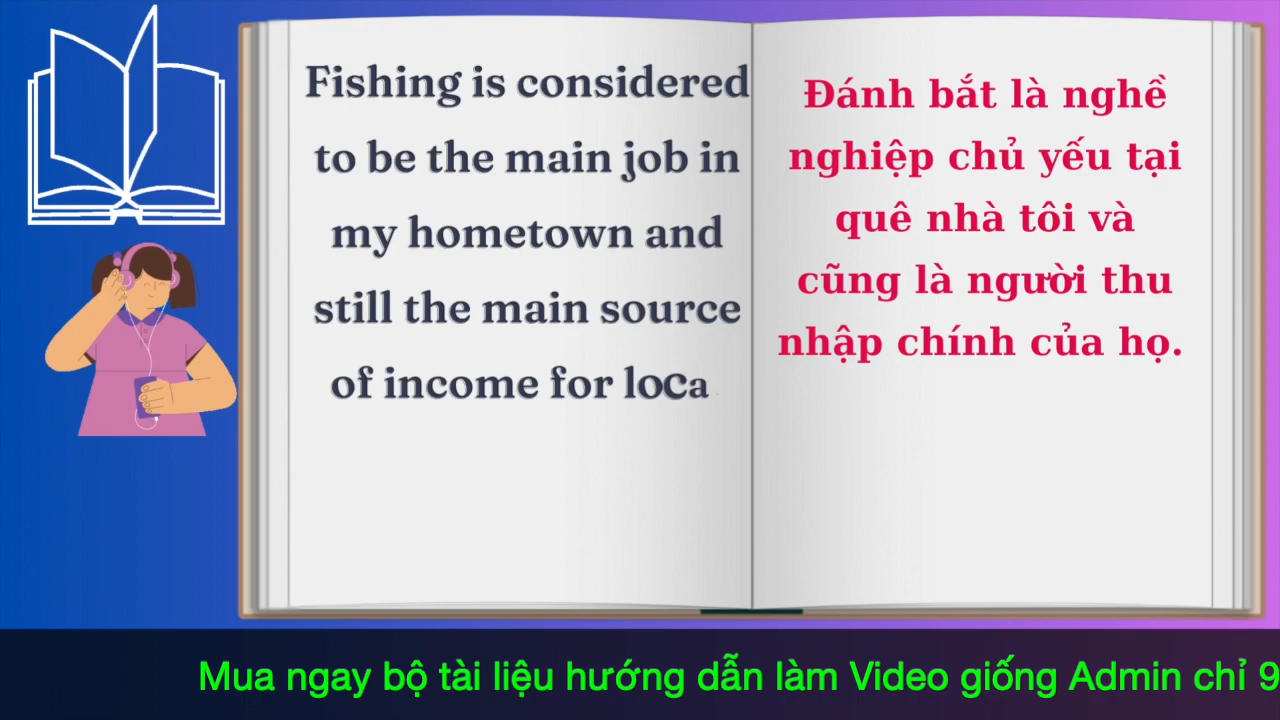 Fishing is considered
to be the main job in
my hometown and
still the main source
of income for loca
Đánh bắt là nghề
nghiệp chủ yếu tại
quê nhà tôi và
cũng là người thu
nhập chính của họ.
Mua ngay bộ tài liệu hướng dẫn làm Video giống Admin chỉ 9